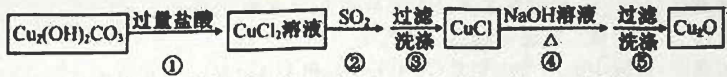 Cu₂(OH)₂CO₃ 过量盐酸 ① CuCl₂溶液 SO₂ ② 过滤 洗涤 ③ CuCl NaOH溶液 △ ④ 过滤 洗涤 ⑤ Cu₂O